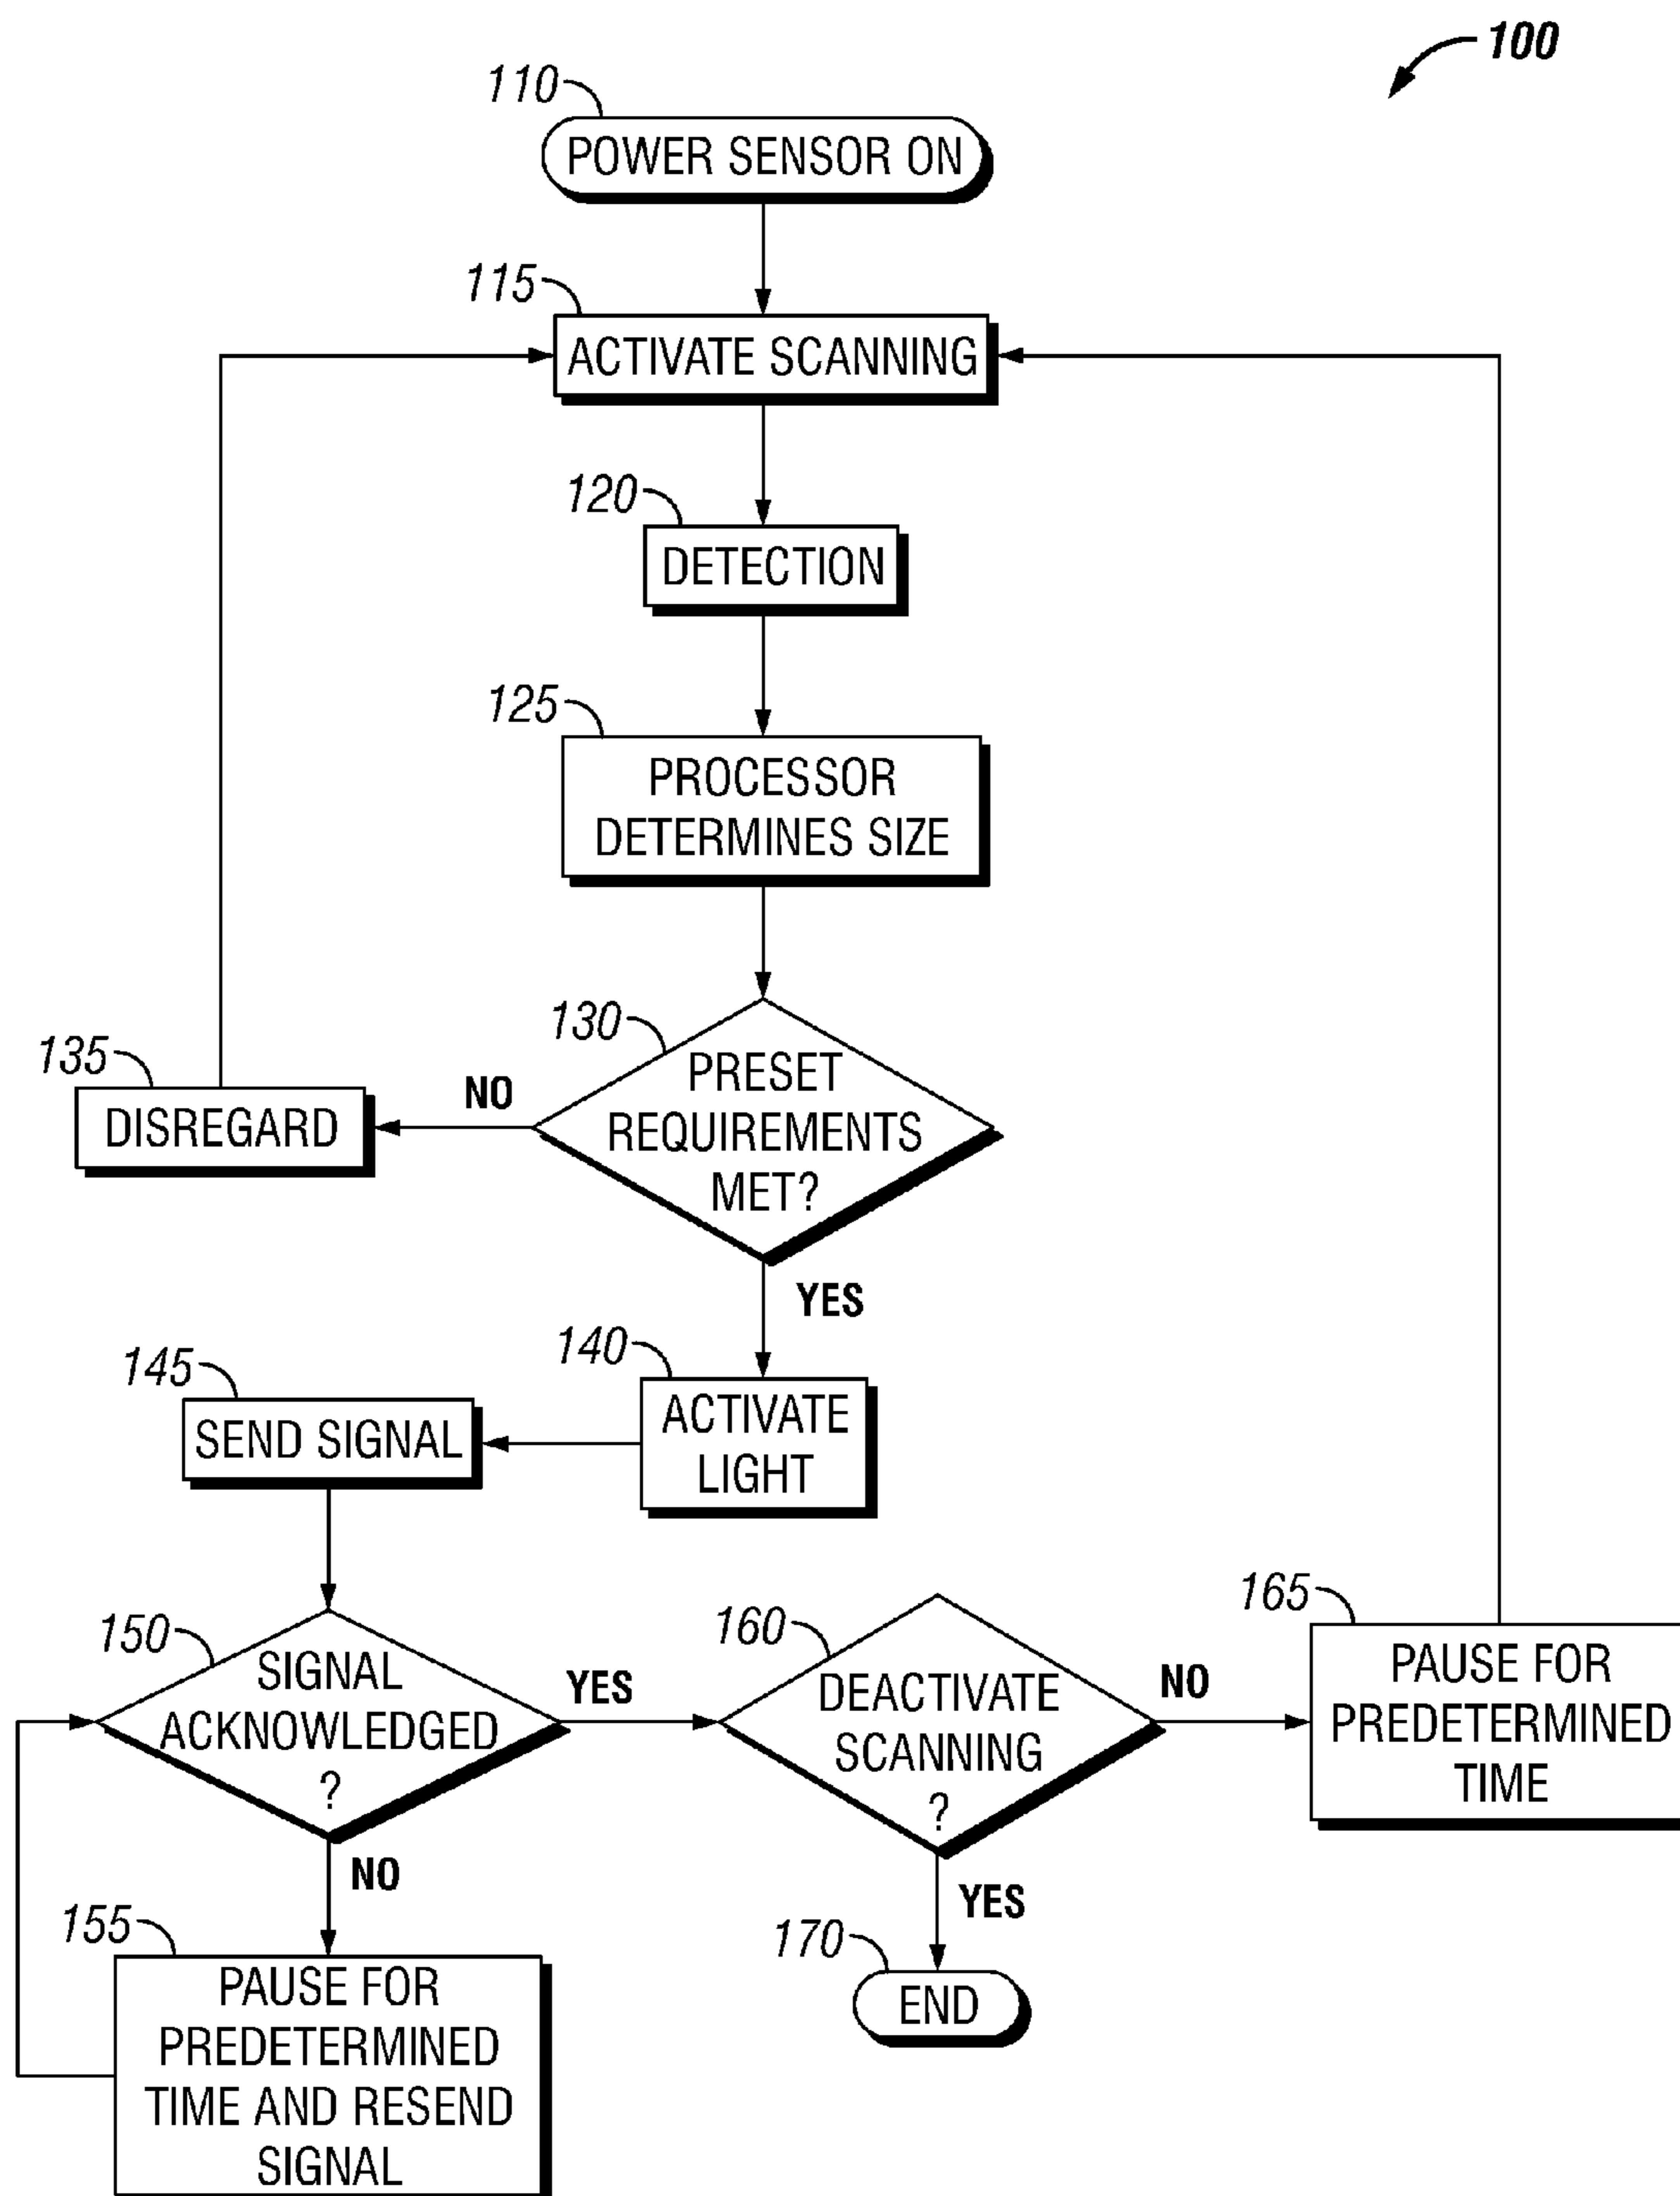 100
110
POWER SENSOR ON
115
ACTIVATE SCANNING
120
DETECTION
125
PROCESSOR
DETERMINES SIZE
130
PRESET
REQUIREMENTS
MET?
NO
135
DISREGARD
YES
140
ACTIVATE
LIGHT
145
SEND SIGNAL
150
SIGNAL
ACKNOWLEDGED
?
YES
NO
155
PAUSE FOR
PREDETERMINED
TIME AND RESEND
SIGNAL
160
DEACTIVATE
SCANNING
?
NO
YES
165
PAUSE FOR
PREDETERMINED
TIME
170
END